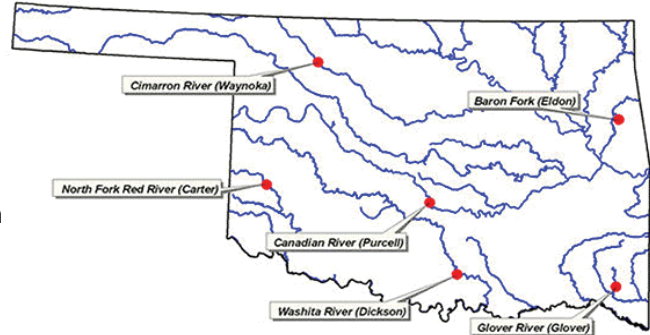 Cimarron River (Waynoka)
Baron Fork (Eldon)
North Fork Red River (Carter)
Canadian River (Purcell)
Washita River (Dickson)
Glover River (Glover)